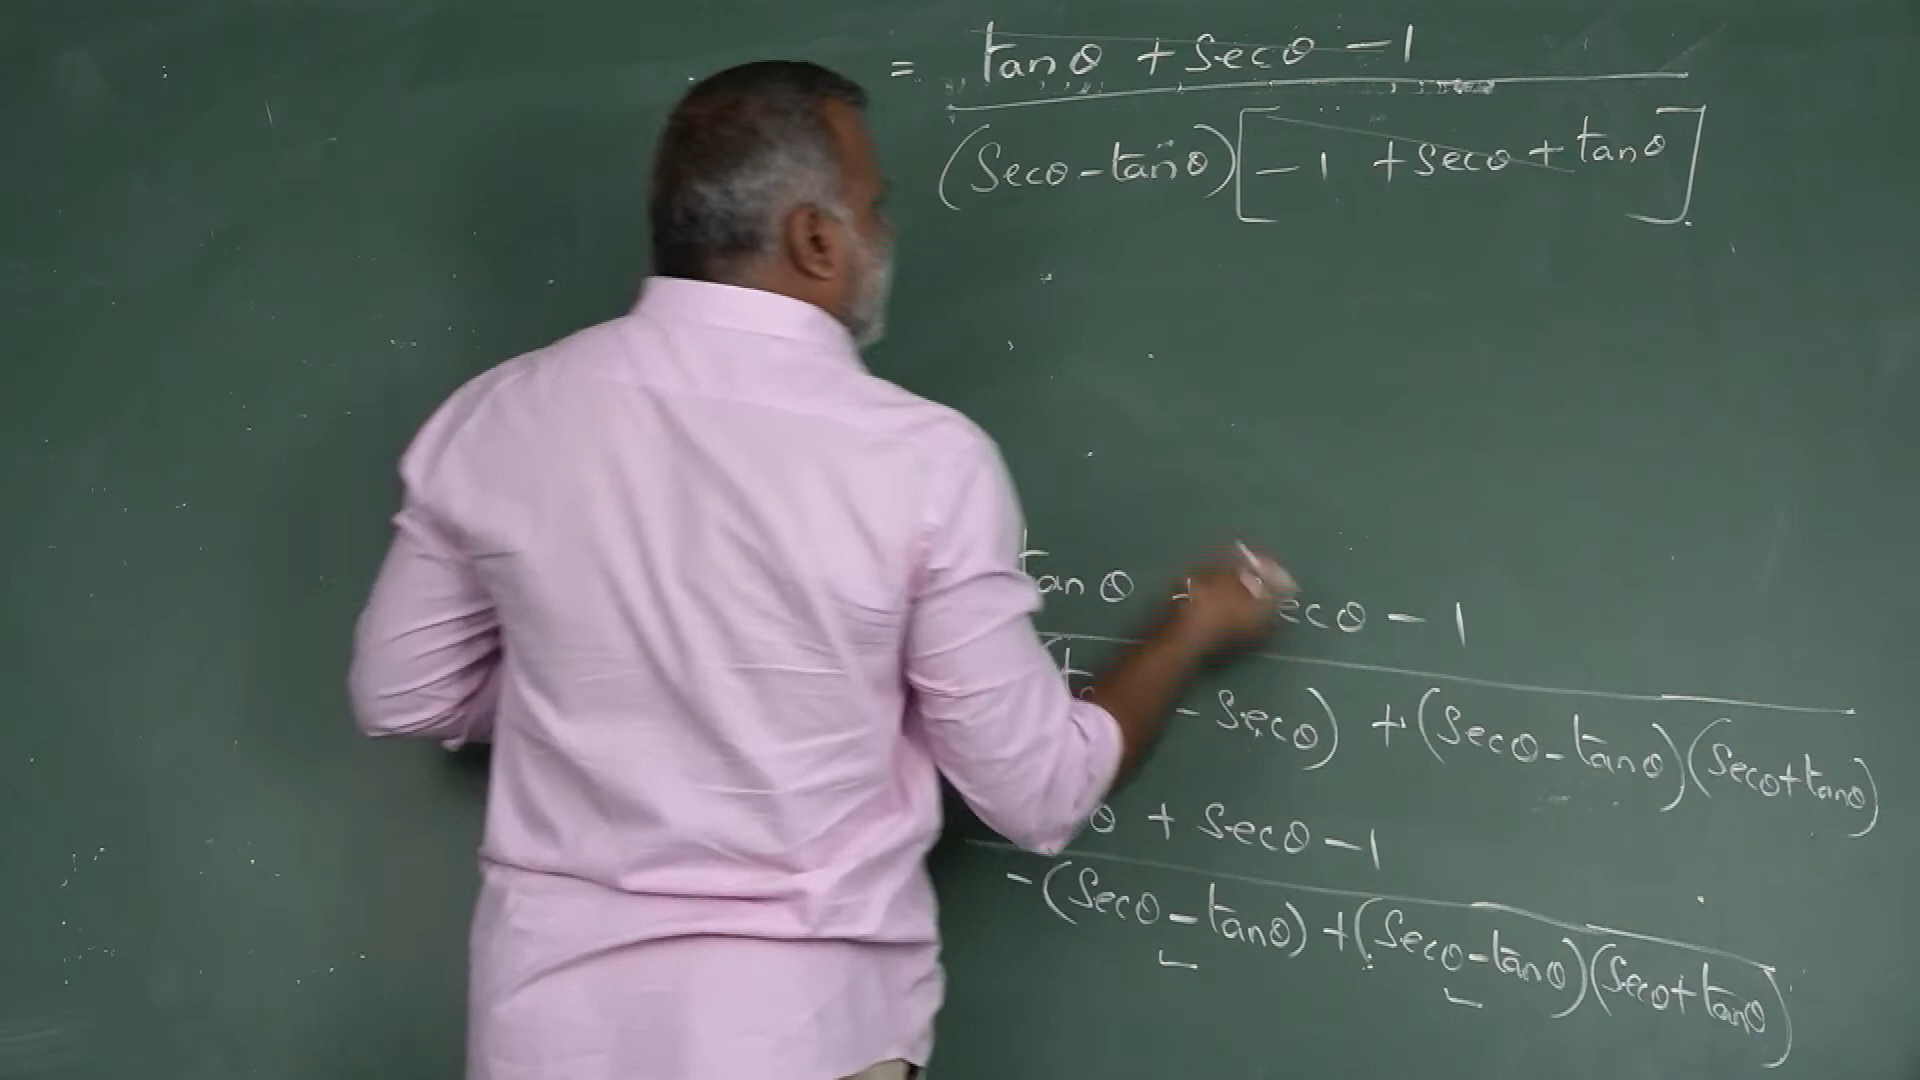 = tanθ + secθ - 1
(Secθ - tanθ) [-1 + Secθ + tanθ]
tan θ + secθ - 1
- Secθ) + (Secθ - tanθ)(Secθ+tanθ)
θ + Secθ - 1
-(Secθ - tanθ) + (Secθ - tanθ)(Secθ+tanθ)